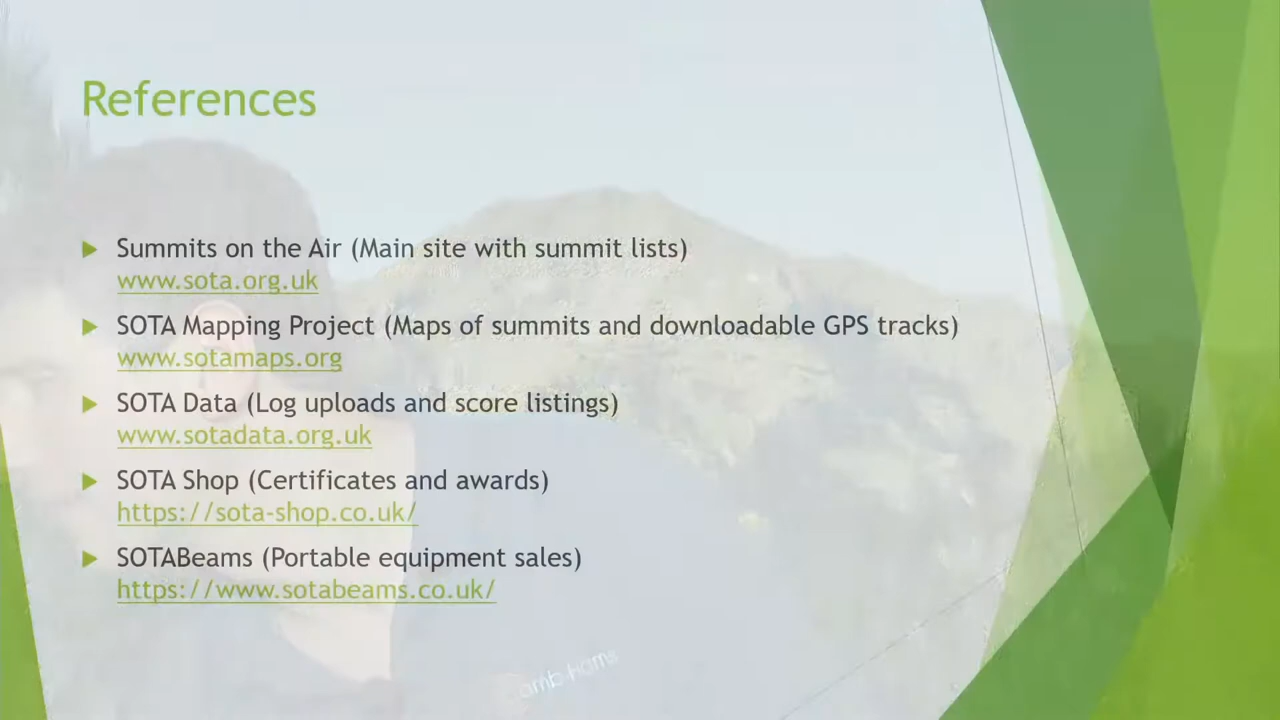 References
Summits on the Air (Main site with summit lists)
www.sota.org.uk
SOTA Mapping Project (Maps of summits and downloadable GPS tracks)
www.sotamaps.org
SOTA Data (Log uploads and score listings)
www.sotadata.org.uk
SOTA Shop (Certificates and awards)
https://sota-shop.co.uk/
SOTABeams (Portable equipment sales)
https://www.sotabeams.co.uk/
Hams